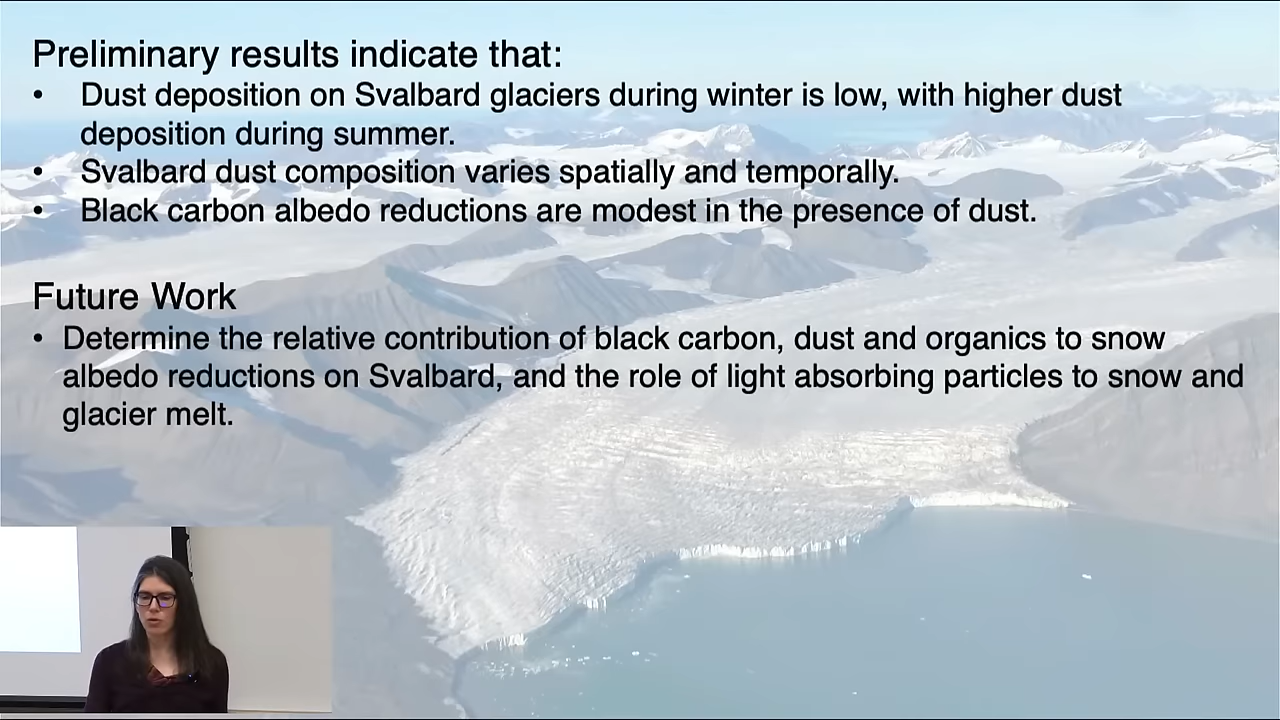 Preliminary results indicate that:
• Dust deposition on Svalbard glaciers during winter is low, with higher dust
deposition during summer.
• Svalbard dust composition varies spatially and temporally.
• Black carbon albedo reductions are modest in the presence of dust.
Future Work
• Determine the relative contribution of black carbon, dust and organics to snow
albedo reductions on Svalbard, and the role of light absorbing particles to snow and
glacier melt.